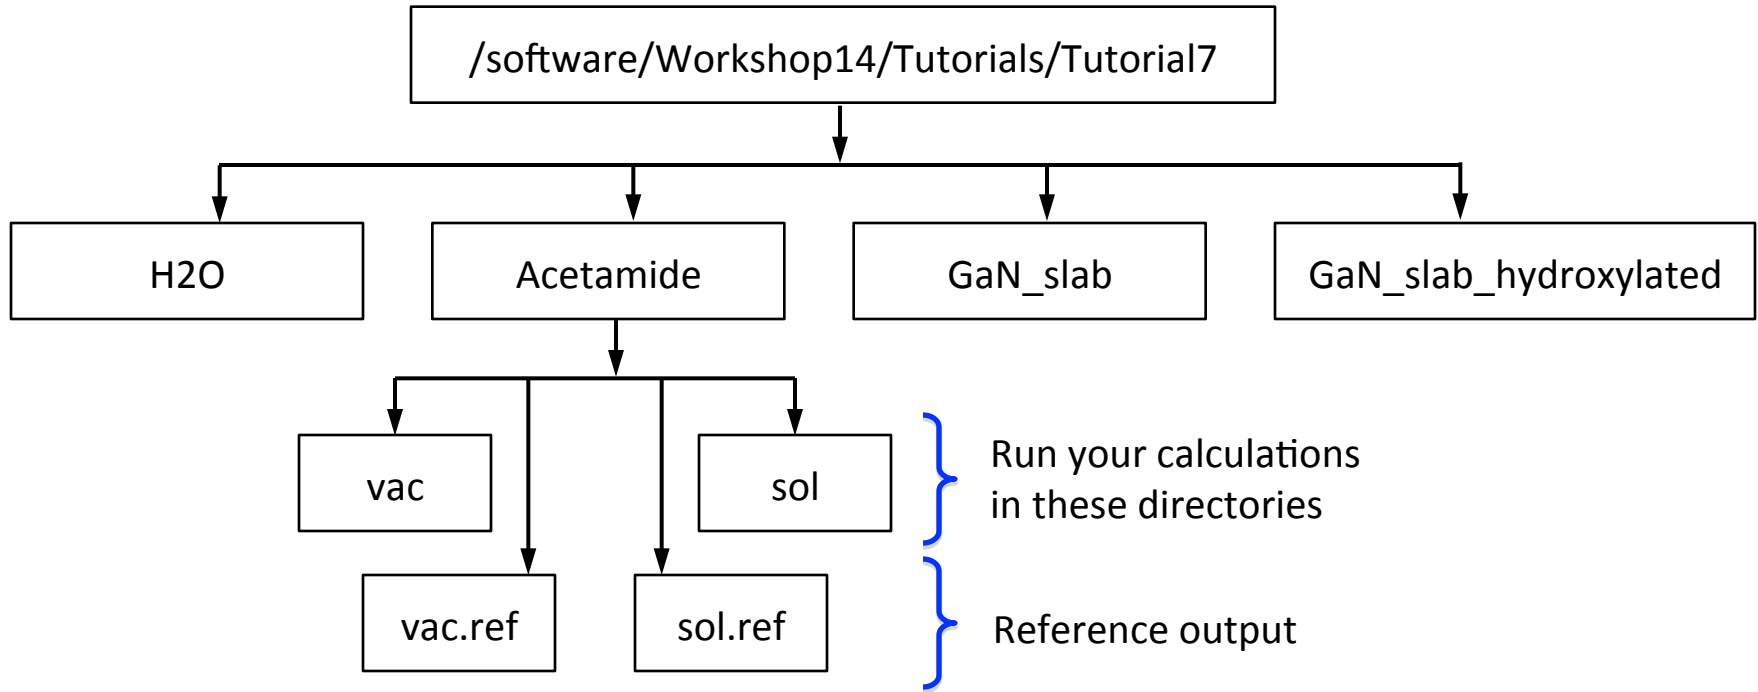 /software/Workshop14/Tutorials/Tutorial7
H2O
Acetamide
GaN_slab
GaN_slab_hydroxylated
vac
sol
Run your calculations
in these directories
vac.ref
sol.ref
Reference output